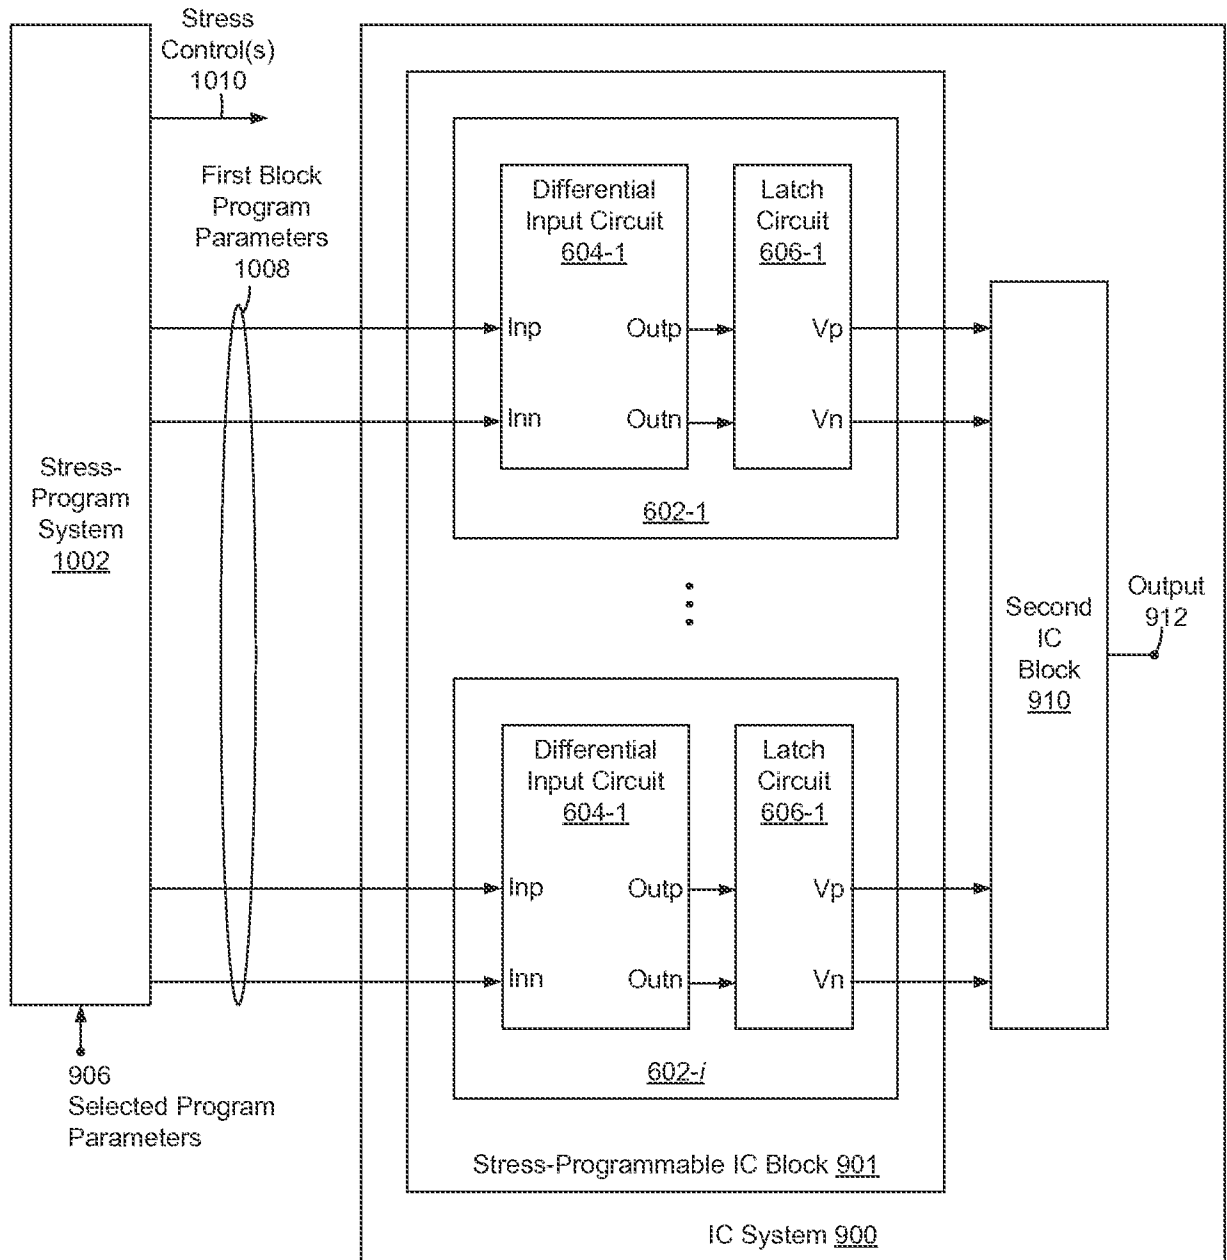 Stress
Control(s)
1010
First Block
Program
Parameters
1008
Stress-
Program
System
1002
906
Selected Program
Parameters
Differential
Input Circuit
604-1
Inp
Outp
Inn
Outn
Latch
Circuit
606-1
Vp
Vn
602-1
Differential
Input Circuit
604-1
Inp
Outp
Inn
Outn
Latch
Circuit
606-1
Vp
Vn
602-i
Stress-Programmable IC Block 901
IC System 900
Second
IC
Block
910
Output
912